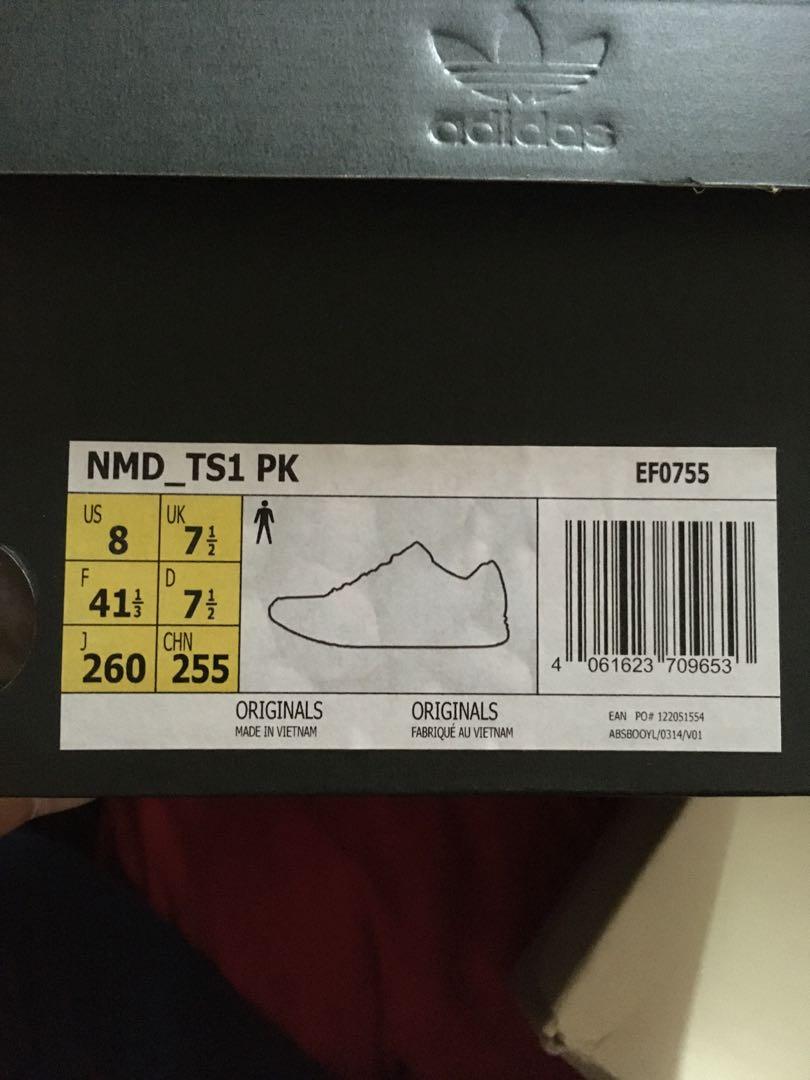 adidas
NMD_TS1 PK EF0755
US 8 UK 7½
F 41⅓ D 7½
J 260 CHN 255
4 061623 709653
ORIGINALS ORIGINALS EAN PO# 122051554
MADE IN VIETNAM FABRIQUÉ AU VIETNAM ABSBOOYL/0314/V01